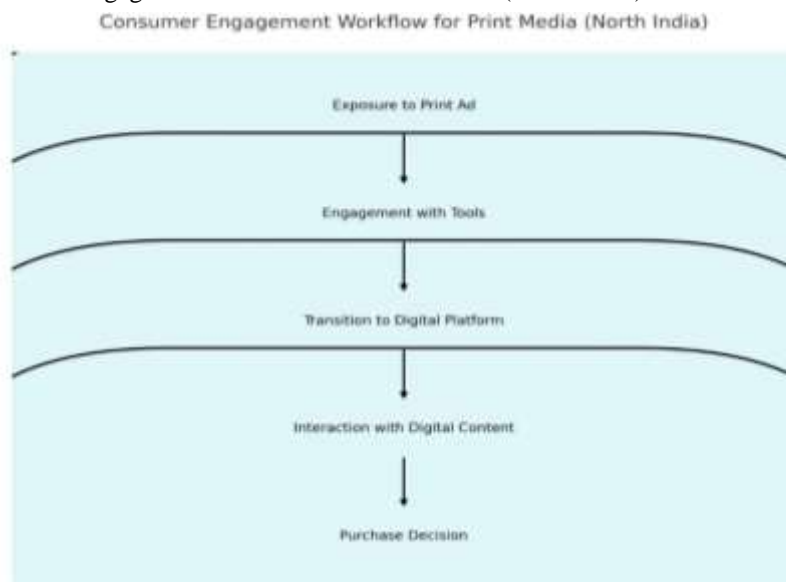 Consumer Engagement Workflow for Print Media (North India)
Exposure to Print Ad
Engagement with Tools
Transition to Digital Platform
Interaction with Digital Content
Purchase Decision